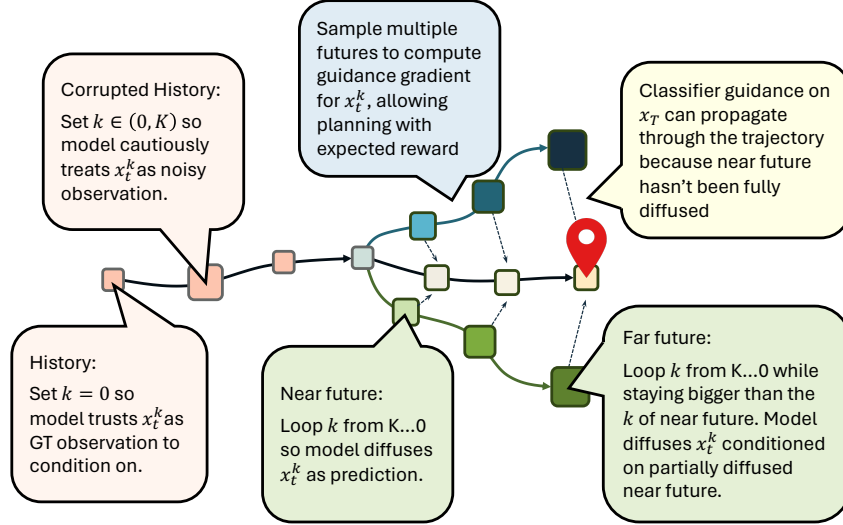 Corrupted History:
Set $k \in (0, K)$ so
model cautiously
treats $x_t^k$ as noisy
observation.
Sample multiple
futures to compute
guidance gradient
for $x_t^k$, allowing
planning with
expected reward
Classifier guidance on
$x_T$ can propagate
through the trajectory
because near future
hasn't been fully
diffused
History:
Set $k = 0$ so
model trusts $x_t^k$ as
GT observation to
condition on.
Near future:
Loop $k$ from K...0
so model diffuses
$x_t^k$ as prediction.
Far future:
Loop $k$ from K...0 while
staying bigger than the
$k$ of near future. Model
diffuses $x_t^k$ conditioned
on partially diffused
near future.